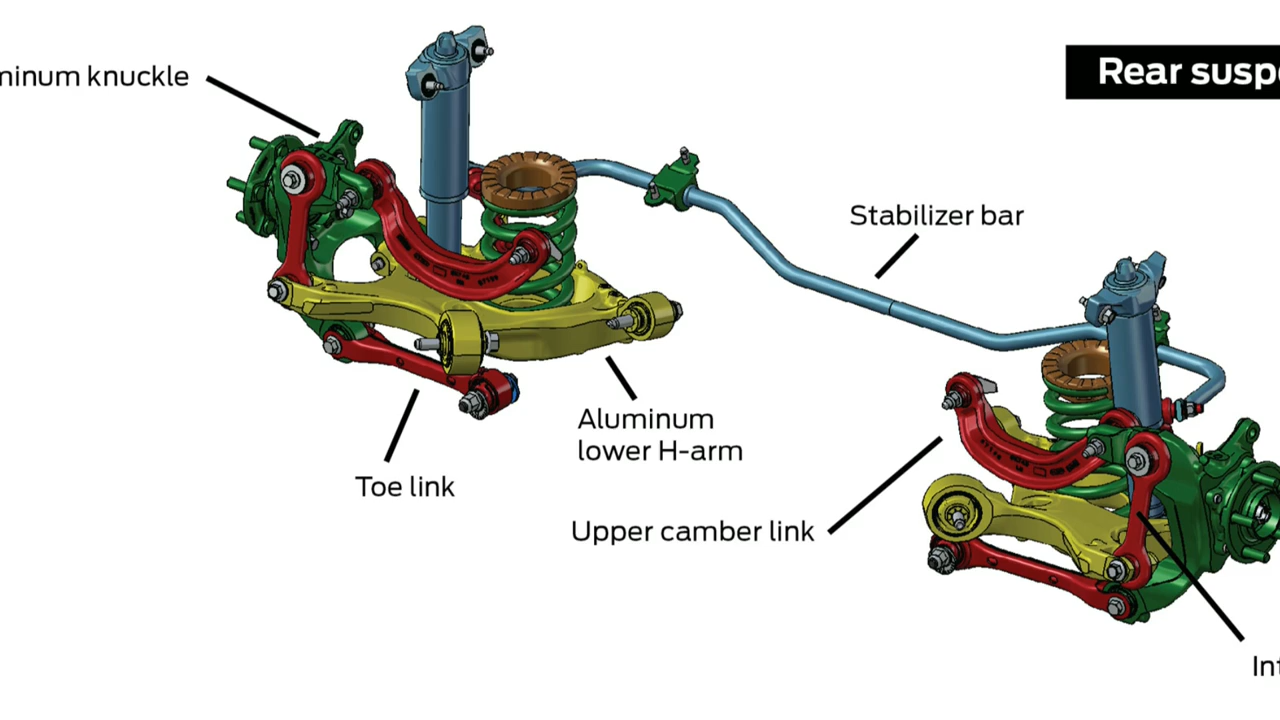 minum knuckle
Rear susp
Stabilizer bar
Aluminum
lower H-arm
Toe link
Upper camber link
Int